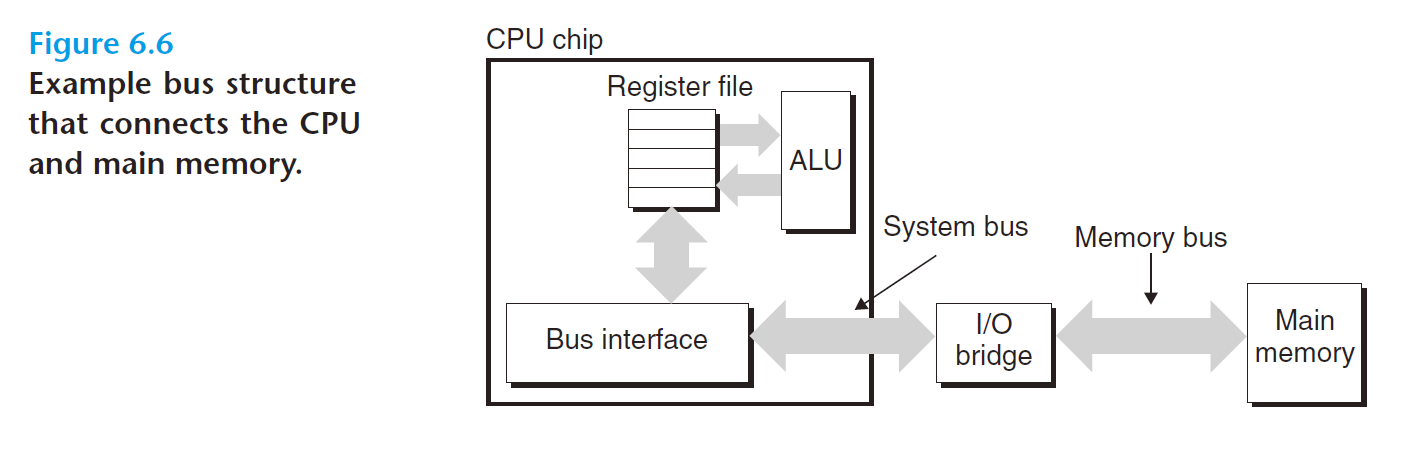 Figure 6.6
Example bus structure
that connects the CPU
and main memory.
CPU chip
Register file
ALU
System bus
Memory bus
Bus interface
I/O
bridge
Main
memory